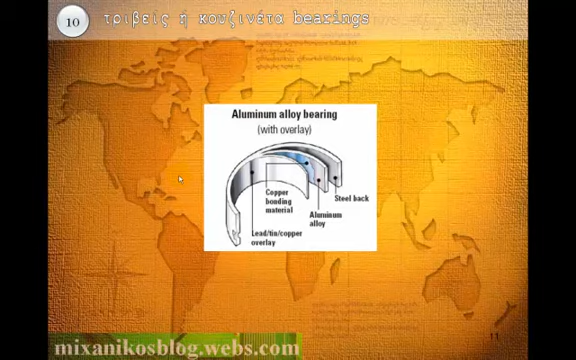 10
τριβείς ή κουζινέτα bearings
Aluminum alloy bearing
(with overlay)
Copper
bonding
material
Steel back
Aluminum
alloy
Lead/tin/copper
overlay
11
mixanikosblog.webs.com